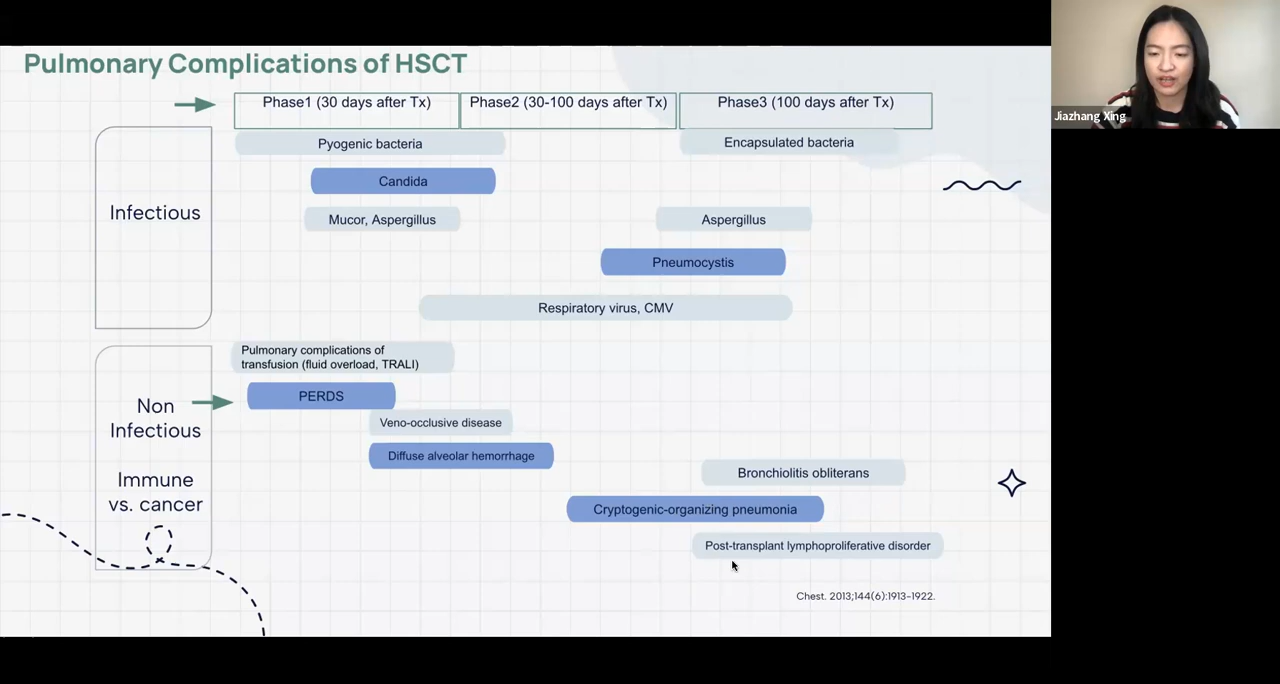 Pulmonary Complications of HSCT
Phase1 (30 days after Tx)
Phase2 (30-100 days after Tx)
Phase3 (100 days after Tx)
Jiazhang Xing
Infectious
Pyogenic bacteria
Encapsulated bacteria
Candida
Mucor, Aspergillus
Aspergillus
Pneumocystis
Respiratory virus, CMV
Non
Infectious
Immune
vs. cancer
Pulmonary complications of
transfusion (fluid overload, TRALI)
PERDS
Veno-occlusive disease
Diffuse alveolar hemorrhage
Bronchiolitis obliterans
Cryptogenic-organizing pneumonia
Post-transplant lymphoproliferative disorder
Chest. 2013;144(6):1913-1922.